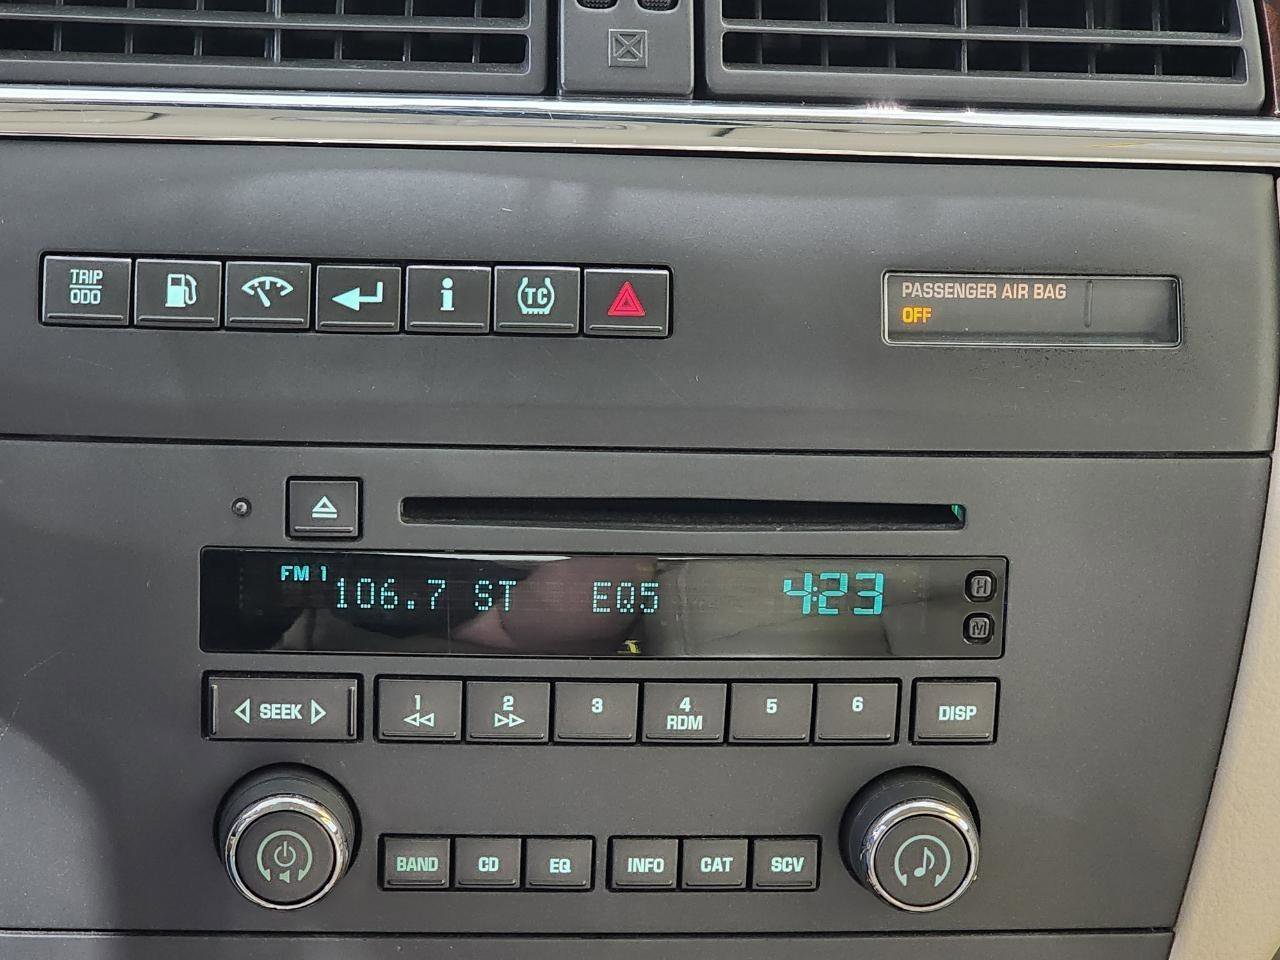 TRIP
ODO
i
TC
PASSENGER AIR BAG
OFF
FM 1
106.7 ST EQ5 4:23
H
M
SEEK
1
2
3
4
RDM
5
6
DISP
BAND
CD
EQ
INFO
CAT
SCV